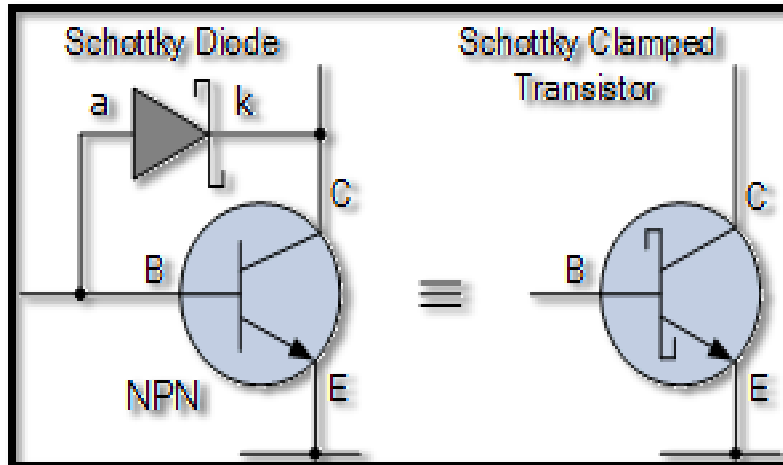 Schottky Diode
a
k
C
B
NPN
E
≡
Schottky Clamped
Transistor
C
B
E